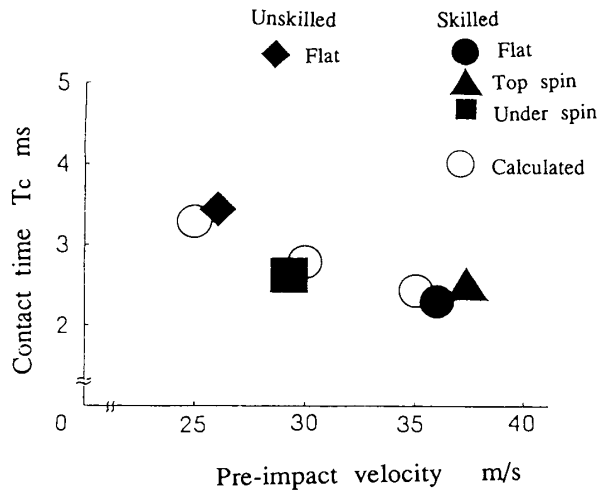 Unskilled
Flat
Skilled
Flat
Top spin
Under spin
Calculated
Contact time Tc ms
5
4
3
2
0
25
30
35
40
Pre-impact velocity m/s